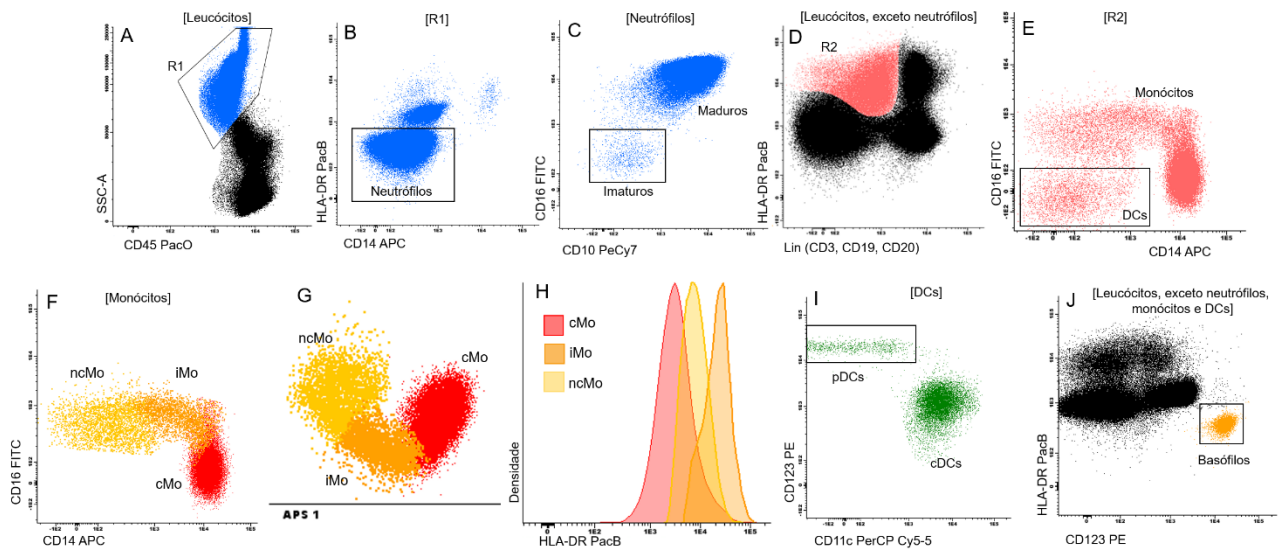 A
[Leucócitos]
R1
SSC-A
CD45 PacO
B
[R1]
HLA-DR PacB
Neutrófilos
CD14 APC
C
[Neutrófilos]
CD16 FITC
Maduros
Imaturos
CD10 PeCy7
D
[Leucócitos, exceto neutrófilos]
R2
HLA-DR PacB
Lin (CD3, CD19, CD20)
E
[R2]
Monócitos
CD16 FITC
DCs
CD14 APC
F
[Monócitos]
ncMo
iMo
cMo
CD16 FITC
CD14 APC
G
ncMo
cMo
iMo
APS 1
H
cMo
iMo
ncMo
Densidade
HLA-DR PacB
I
[DCs]
pDCs
cDCs
CD123 PE
CD11c PerCP Cy5-5
J
[Leucócitos, exceto neutrófilos,
monócitos e DCs]
Basófilos
HLA-DR PacB
CD123 PE